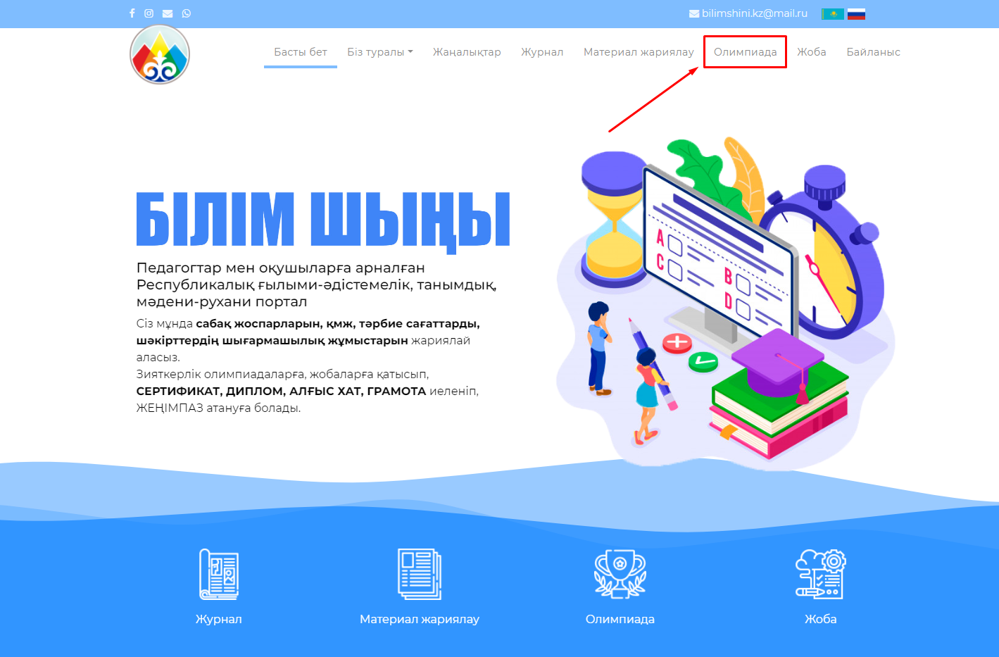 bilimshini.kz@mail.ru
Басты бет Біз туралы Жаңалықтар Журнал Материал жариялау Олимпиада Жоба Байланыс
БІЛІМ ШЫҢЫ
Педагогтар мен оқушыларға арналған
Республикалық ғылыми-әдістемелік, танымдық,
мәдени-рухани портал
Сіз мұнда сабақ жоспарларын, қмж, тәрбие сағаттарды,
шәкірттердің шығармашылық жұмыстарын жариялай
аласыз.
Зияткерлік олимпиадаларға, жобаларға қатысып,
СЕРТИФИКАТ, ДИПЛОМ, АЛҒЫС ХАТ, ГРАМОТА иеленіп,
ЖЕҢІМПАЗ атануға болады.
A
B
C
D
Журнал Материал жариялау Олимпиада Жоба